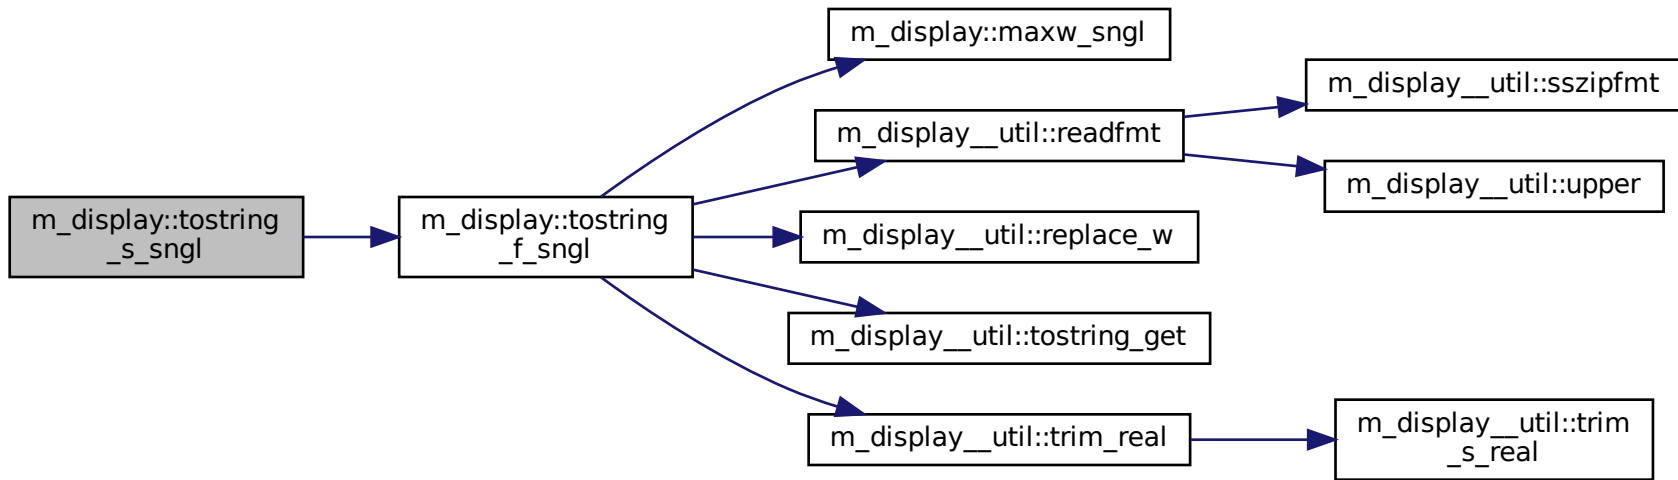 m_display::maxw_sngl
m_display__util::sszipfmt
m_display__util::readfmt
m_display__util::upper
m_display::tostring
_s_sngl
m_display::tostring
_f_sngl
m_display__util::replace_w
m_display__util::tostring_get
m_display__util::trim_real
m_display__util::trim
_s_real